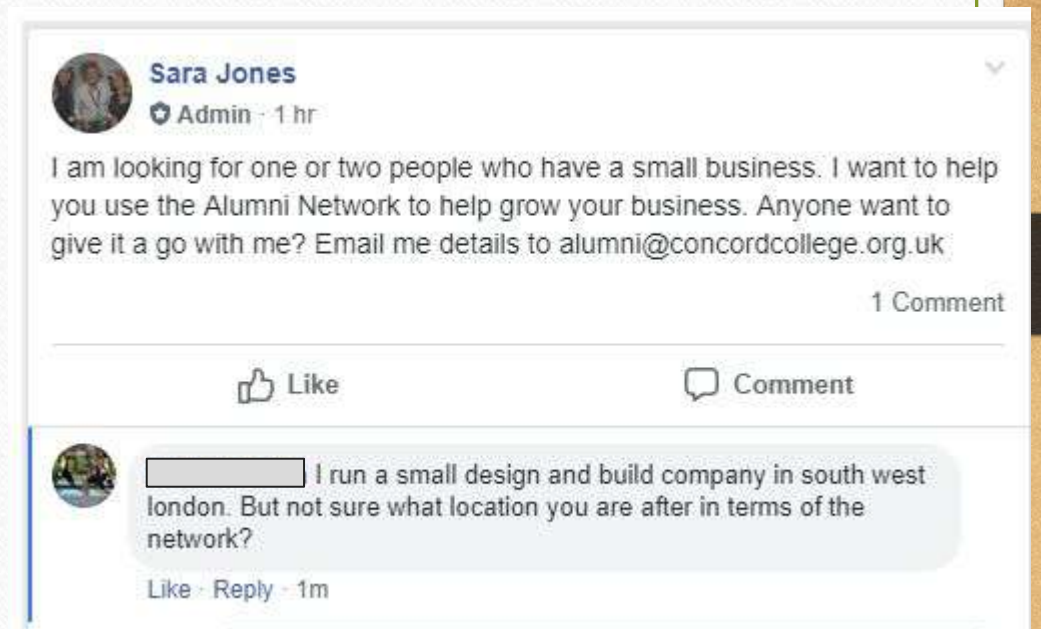 Sara Jones
Admin · 1 hr
I am looking for one or two people who have a small business. I want to help
you use the Alumni Network to help grow your business. Anyone want to
give it a go with me? Email me details to alumni@concordcollege.org.uk
1 Comment
Like
Comment
I run a small design and build company in south west
london. But not sure what location you are after in terms of the
network?
Like · Reply · 1m